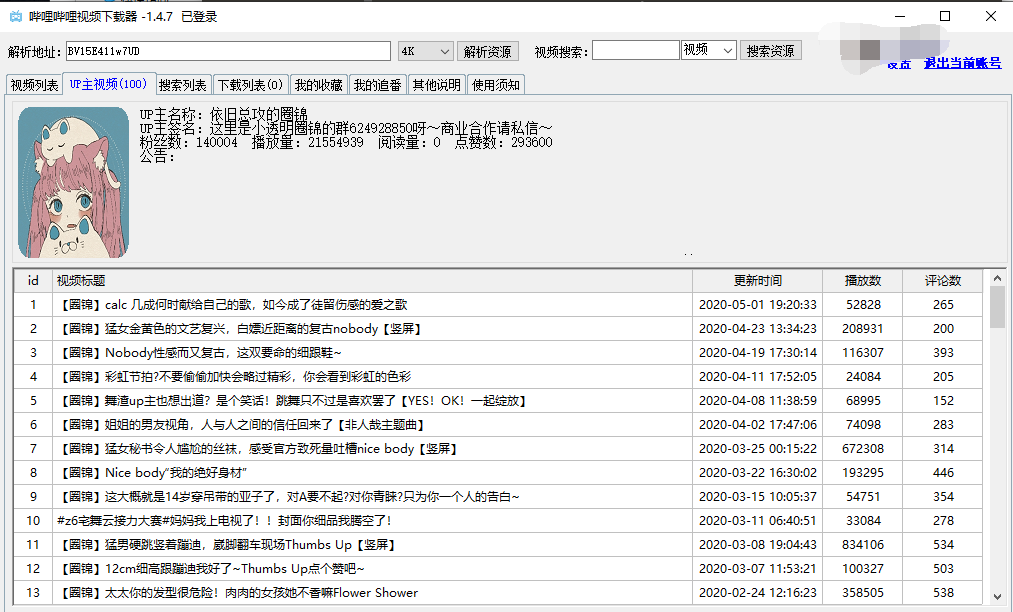 哔哩哔哩视频下载器 -1.4.7 已登录
解析地址: BV15E411w7UD 4K 解析资源 视频搜索: 视频 搜索资源 退出当前账号
视频列表 UP主视频(100) 搜索列表 下载列表(0) 我的收藏 我的追番 其他说明 使用须知
UP主名称: 依旧总攻的圈锦
UP主签名: 这里是小透明圈锦的群624928850呀～商业合作请私信～
粉丝数: 140004 播放量: 21554939 阅读量: 0 点赞数: 293600
公告:
id 视频标题 更新时间 播放数 评论数
1 【圈锦】calc 几成何时献给自己的歌，如今成了徒留伤感的爱之歌 2020-05-01 19:20:33 52828 265
2 【圈锦】猛女金黄色的文艺复兴，白嫖近距离的复古nobody【竖屏】 2020-04-23 13:34:23 208931 200
3 【圈锦】Nobody性感而又复古，这双要命的细跟鞋~ 2020-04-19 17:30:14 116307 393
4 【圈锦】彩虹节拍?不要偷偷加快会略过精彩，你会看到彩虹的色彩 2020-04-11 17:52:05 24084 205
5 【圈锦】舞渣up主也想出道？是个笑话！跳舞只不过是喜欢罢了【YES！OK！一起绽放】 2020-04-08 11:38:59 68995 152
6 【圈锦】姐姐的男友视角，人与人之间的信任回来了【非人哉主题曲】 2020-04-02 17:47:06 74098 283
7 【圈锦】猛女秘书令人尴尬的丝袜，感受官方致死量吐槽nice body【竖屏】 2020-03-25 00:15:22 672308 314
8 【圈锦】Nice body“我的绝好身材” 2020-03-22 16:30:02 193295 446
9 【圈锦】这大概就是14岁穿吊带的亚子了，对A要不起?对你青睐?只为你一个人的告白~ 2020-03-15 10:05:37 54751 354
10 #z6宅舞云接力大赛#妈妈我上电视了！！封面你细品我腾空了！ 2020-03-11 06:40:51 33084 278
11 【圈锦】猛男硬跳竖着蹦迪，崴脚翻车现场Thumbs Up【竖屏】 2020-03-08 19:04:43 834106 534
12 【圈锦】12cm细高跟蹦迪我好了~Thumbs Up点个赞吧~ 2020-03-07 11:53:21 100327 503
13 【圈锦】太太你的发型很危险！肉肉的女孩她不香嘛Flower Shower 2020-02-24 12:16:23 358505 538